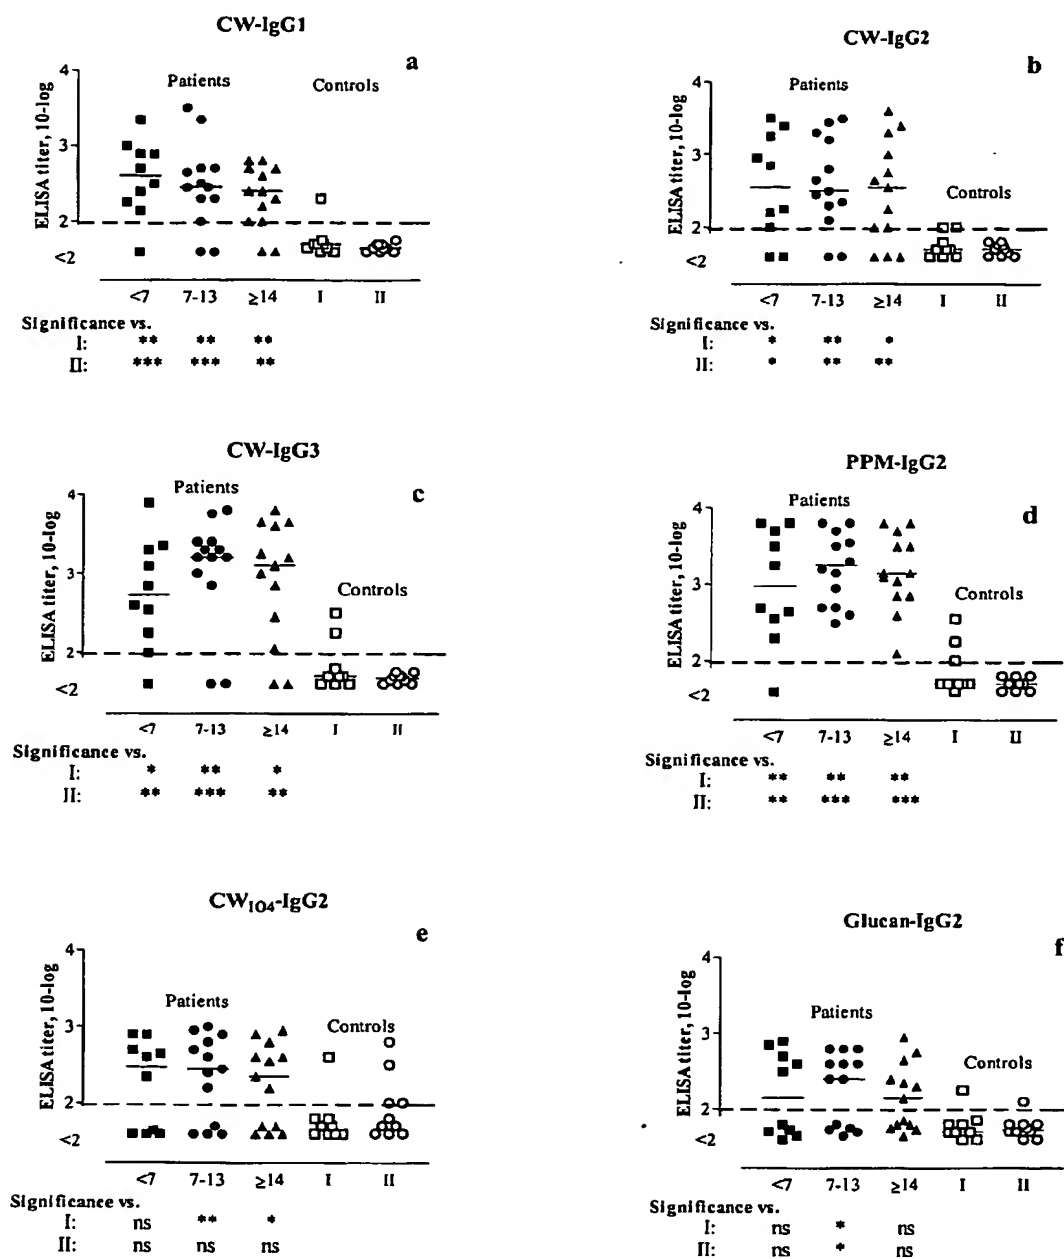 CW-IgG1
a
Patients
Controls
ELISA titer, 10-log
4
3
2
<2
<7 7-13 ≥14 I II
Significance vs.
I: ** ** **
II: *** *** **
CW-IgG2
b
Patients
Controls
ELISA titer, 10-log
4
3
2
<2
<7 7-13 ≥14 I II
Significance vs.
I: * ** *
II: * ** **
CW-IgG3
c
Patients
Controls
ELISA titer, 10-log
4
3
2
<2
<7 7-13 ≥14 I II
Significance vs.
I: * ** *
II: ** *** **
PPM-IgG2
d
Patients
Controls
ELISA titer, 10-log
4
3
2
<2
<7 7-13 ≥14 I II
Significance vs.
I: ** ** **
II: ** *** ***
CW104-IgG2
e
Patients
Controls
ELISA titer, 10-log
4
3
2
<2
<7 7-13 ≥14 I II
Significance vs.
I: ns ** *
II: ns ns ns
Glucan-IgG2
f
Patients
Controls
ELISA titer, 10-log
4
3
2
<2
<7 7-13 ≥14 I II
Significance vs.
I: ns * ns
II: ns * ns